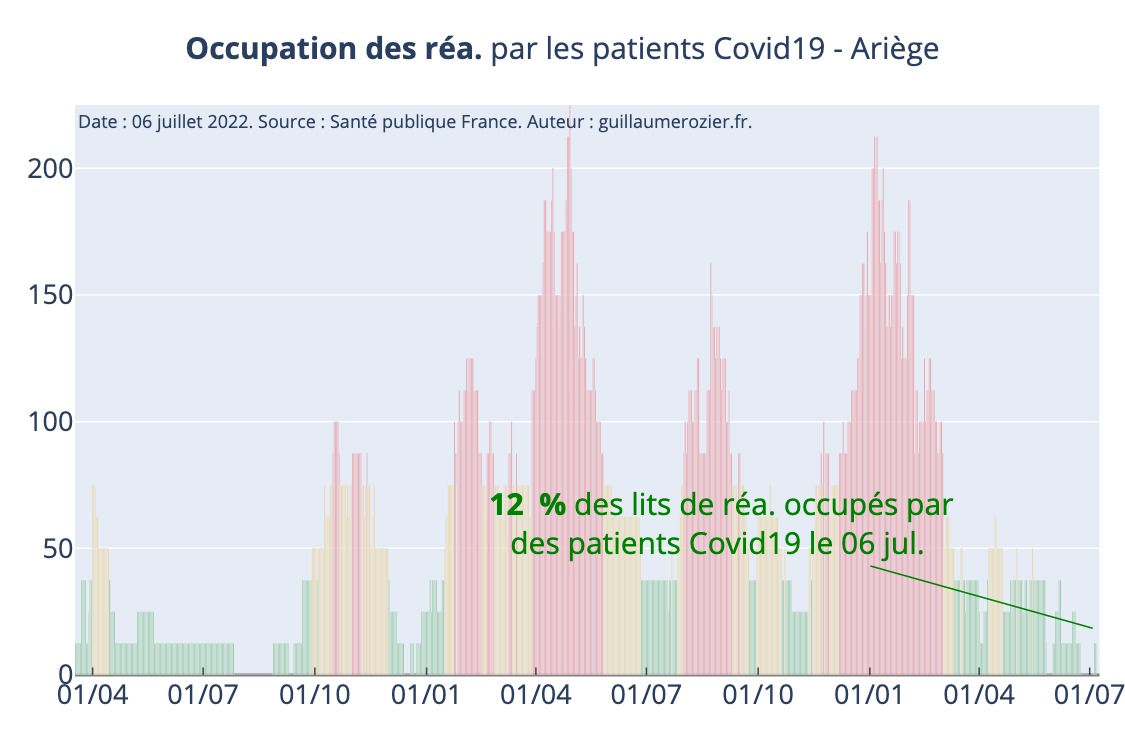 Occupation des réa. par les patients Covid19 - Ariège
Date : 06 juillet 2022. Source : Santé publique France. Auteur : guillaumerozier.fr.
200
150
100
50
0
12 % des lits de réa. occupés par
des patients Covid19 le 06 jul.
01/04 01/07 01/10 01/01 01/04 01/07 01/10 01/01 01/04 01/07